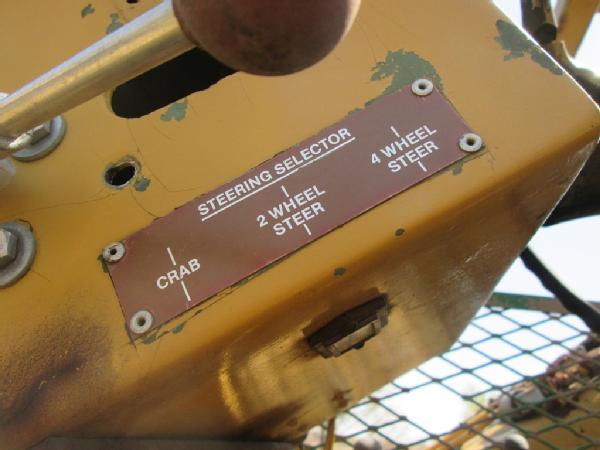 STEERING SELECTOR
CRAB
2 WHEEL
STEER
4 WHEEL
STEER